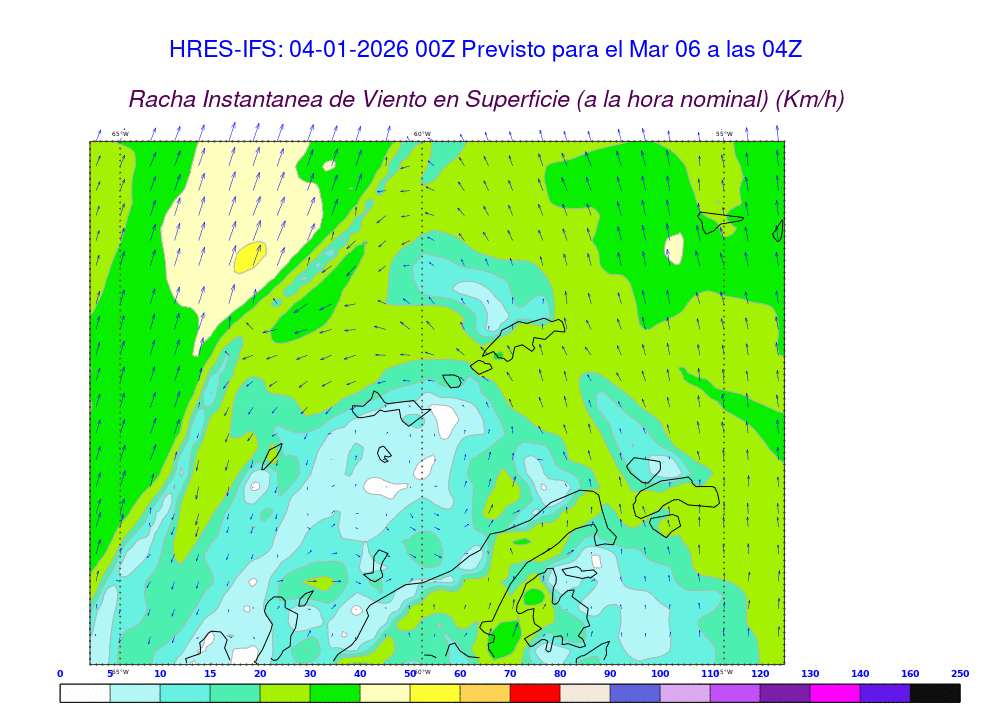 HRES-IFS: 04-01-2026 00Z Previsto para el Mar 06 a las 04Z
Racha Instantanea de Viento en Superficie (a la hora nominal) (Km/h)
65°W 60°W 55°W
0 5 10 15 20 25 30 35 40 50 60 70 80 90 100 110 120 130 140 160 250